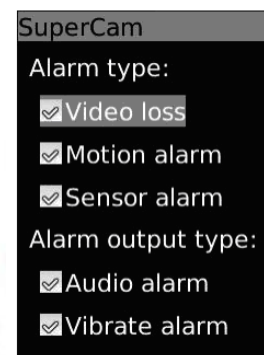 SuperCam
Alarm type:
Video loss
Motion alarm
Sensor alarm
Alarm output type:
Audio alarm
Vibrate alarm